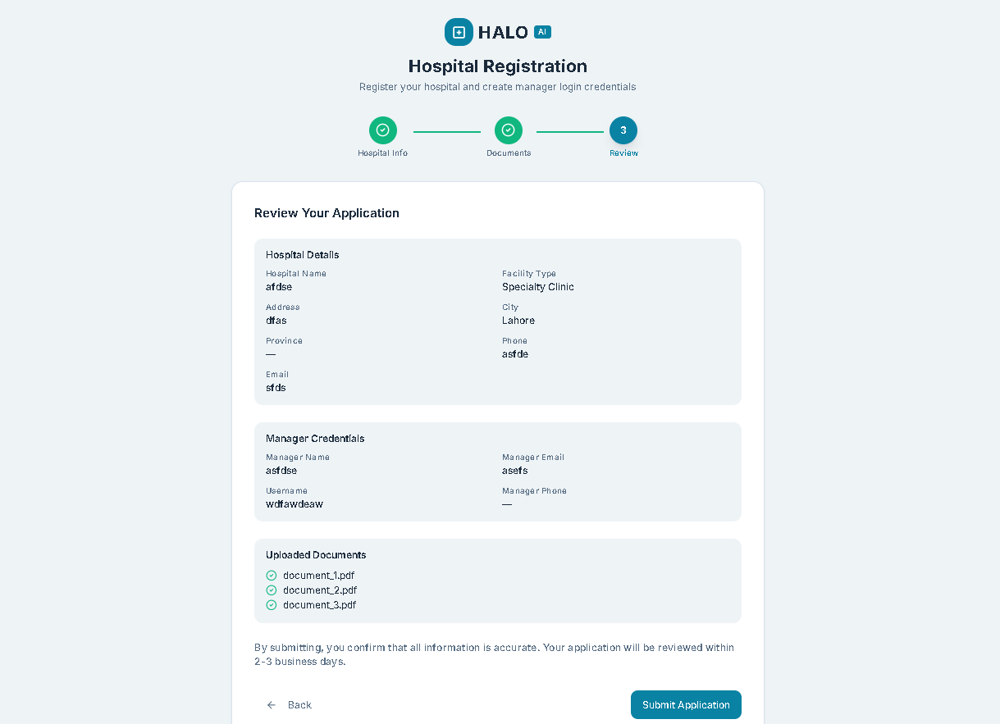 HALO AI
Hospital Registration
Register your hospital and create manager login credentials
3
Hospital Info
Documents
Review
Review Your Application
Hospital Details
Hospital Name
Facility Type
afdse
Specialty Clinic
Address
City
dfas
Lahore
Province
Phone
—
asfde
Email
sfds
Manager Credentials
Manager Name
Manager Email
asfdse
asefs
Username
Manager Phone
wdfawdeaw
—
Uploaded Documents
document_1.pdf
document_2.pdf
document_3.pdf
By submitting, you confirm that all information is accurate. Your application will be reviewed within
2-3 business days.
Back
Submit Application